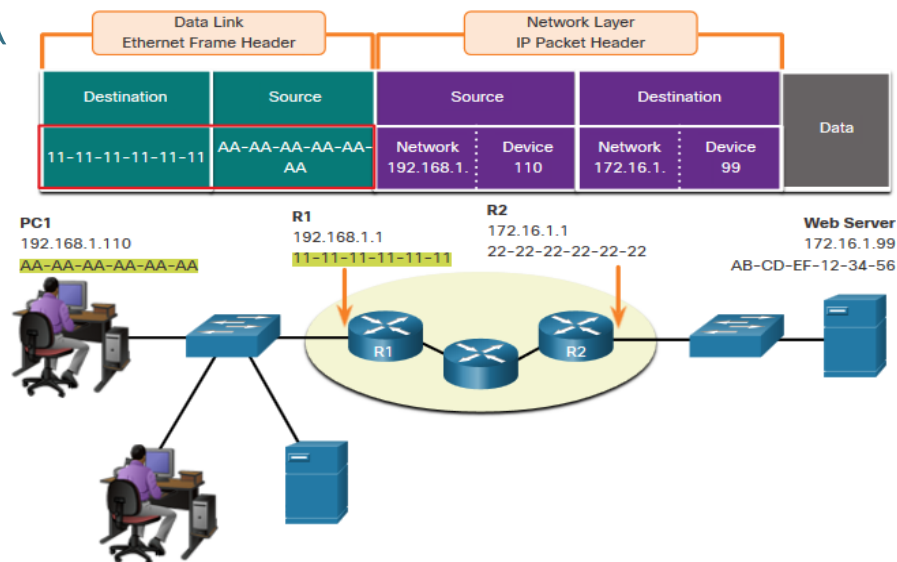 Data Link
Ethernet Frame Header
Network Layer
IP Packet Header
Destination
Source
Source
Destination
Data
11-11-11-11-11-11
AA-AA-AA-AA-AA-
AA
Network
192.168.1.
Device
110
Network
172.16.1.
Device
99
PC1
192.168.1.110
AA-AA-AA-AA-AA-AA
R1
192.168.1.1
11-11-11-11-11-11
R2
172.16.1.1
22-22-22-22-22-22
Web Server
172.16.1.99
AB-CD-EF-12-34-56
R1
R2